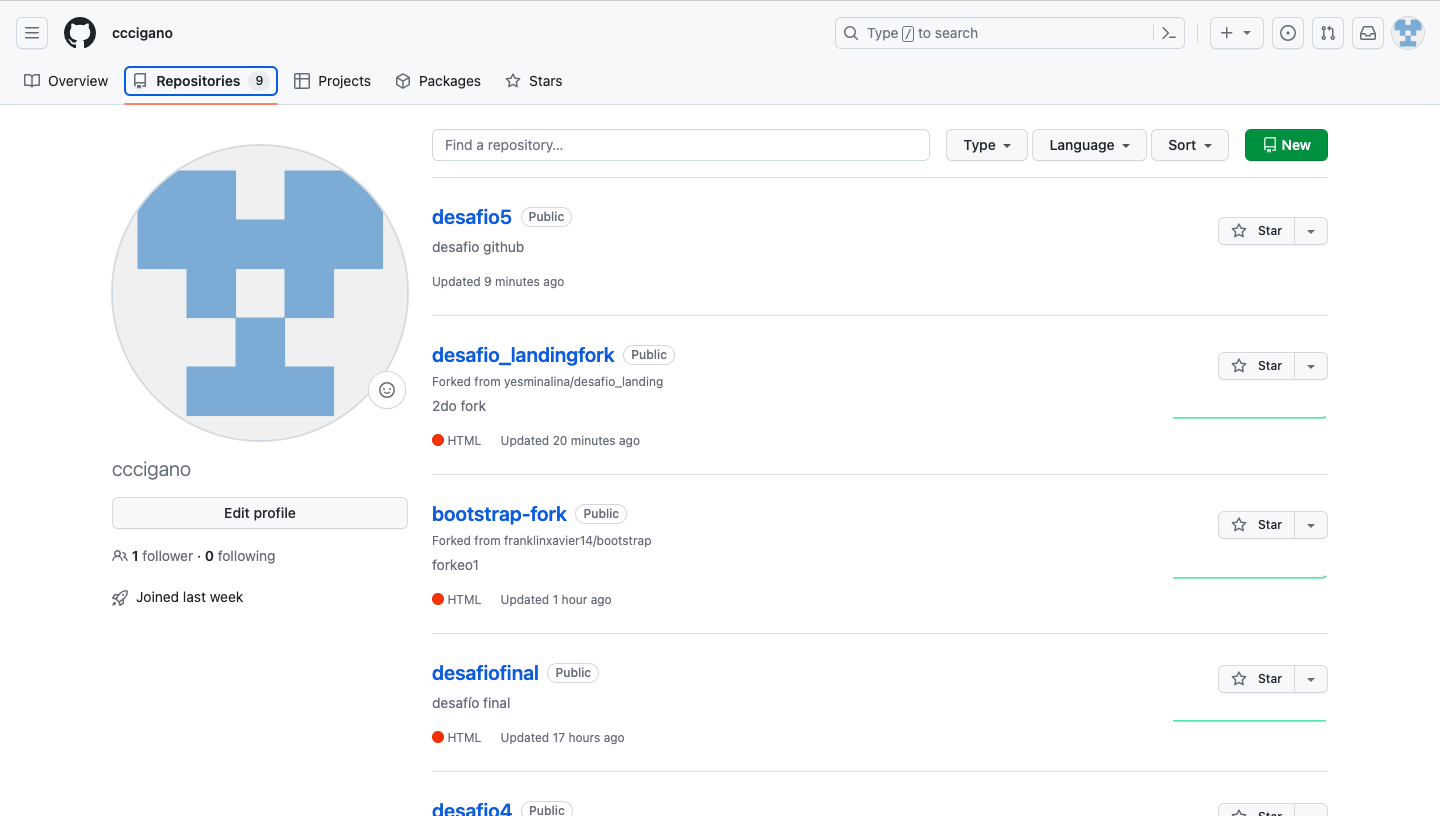 cccigano
Type / to search
Overview
Repositories 9
Projects
Packages
Stars
Find a repository…
Type
Language
Sort
New
desafio5 Public
Star
desafio github
Updated 9 minutes ago
desafio_landingfork Public
Star
Forked from yesminalina/desafio_landing
2do fork
HTML Updated 20 minutes ago
bootstrap-fork Public
Star
Forked from franklinxavier14/bootstrap
forkeo1
HTML Updated 1 hour ago
desafiofinal Public
Star
desafío final
HTML Updated 17 hours ago
desafio4 Public
Star
cccigano
Edit profile
1 follower · 0 following
Joined last week